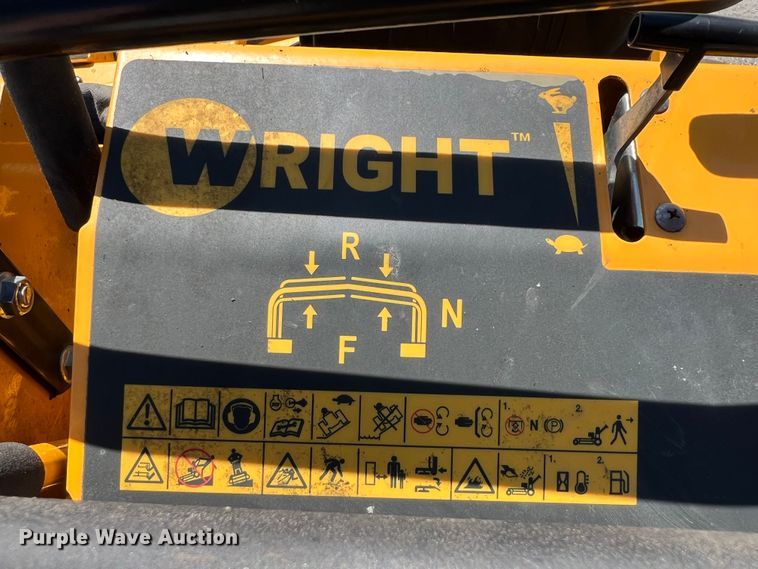 WRIGHT™
R
N
F
1. N P 2.
1. 2.
Purple Wave Auction